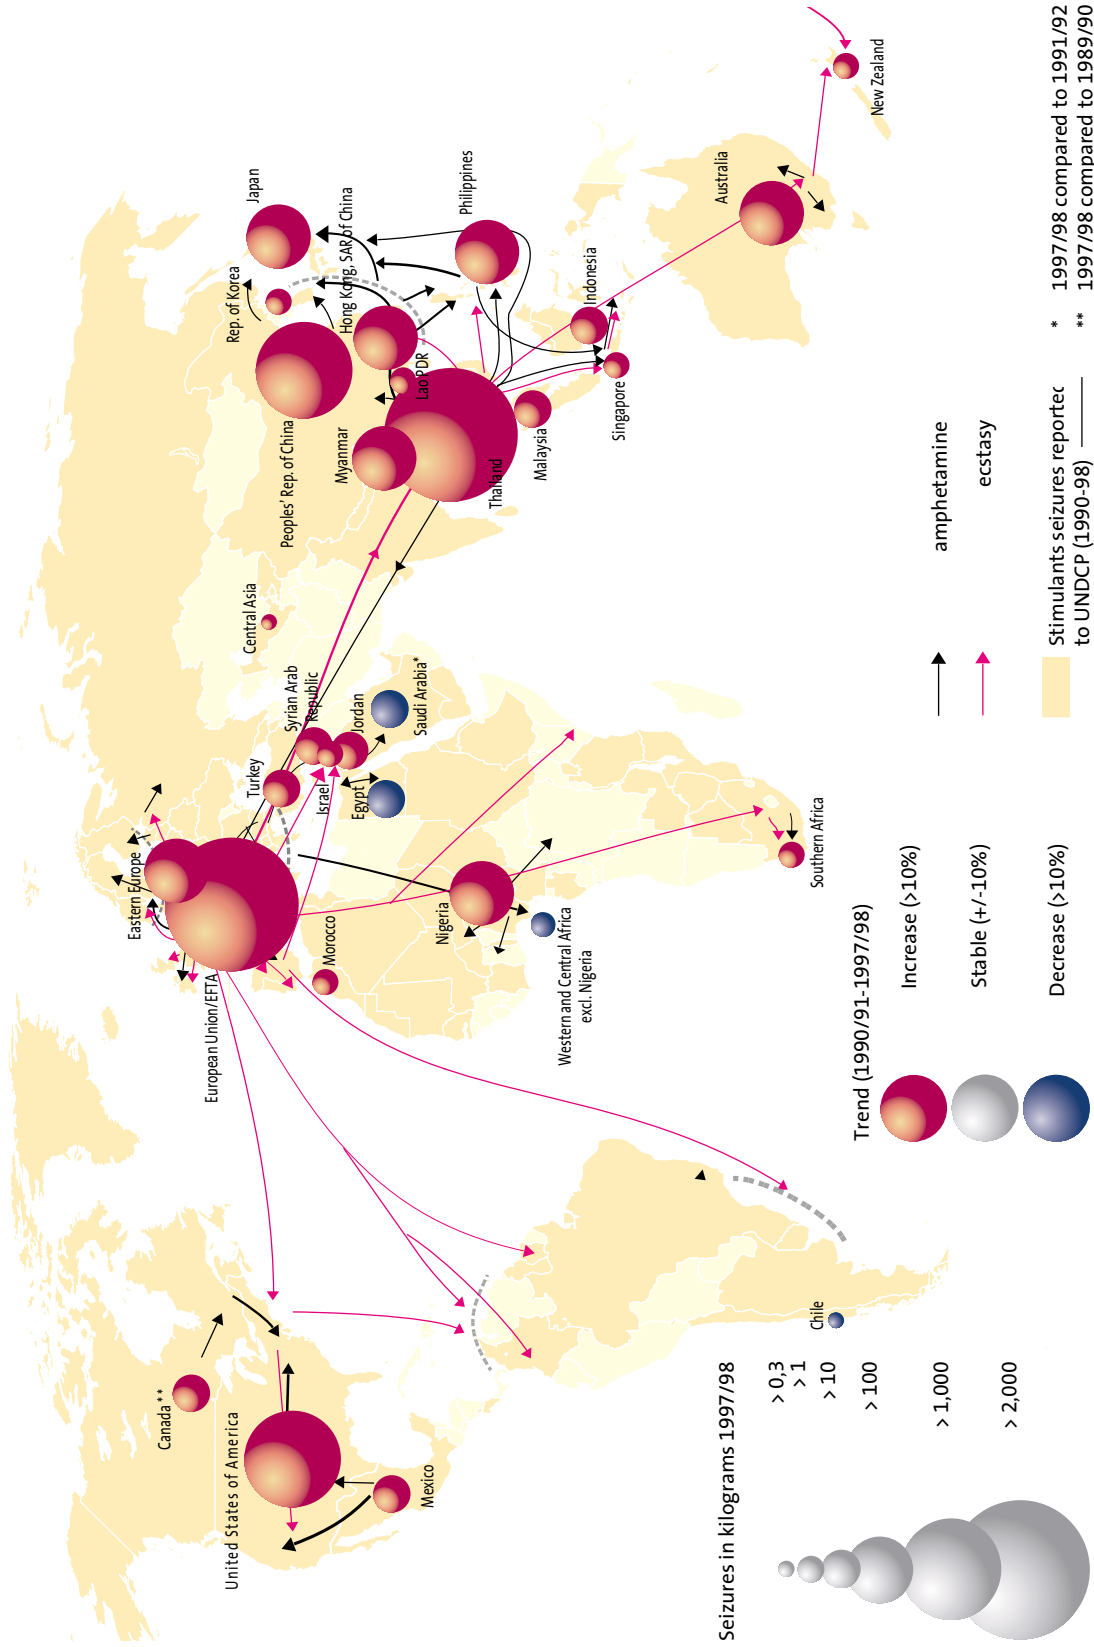 Canada **
United States of America
Mexico
European Union/EFTA
Eastern Europe
Turkey
Syrian Arab
Republic
Israel
Jordan
Egypt
Saudi Arabia*
Central Asia
Morocco
Nigeria
Western and Central Africa
excl. Nigeria
Southern Africa
Peoples' Rep. of China
Rep. of Korea
Japan
Hong Kong, SAR of China
Myanmar
Lao PDR
Thailand
Philippines
Malaysia
Singapore
Indonesia
Australia
New Zealand
Chile
Seizures in kilograms 1997/98
> 0,3
> 1
> 10
> 100
> 1,000
> 2,000
Trend (1990/91-1997/98)
Increase (>10%)
Stable (+/-10%)
Decrease (>10%)
amphetamine
ecstasy
Stimulants seizures reported
to UNDCP (1990-98)
* 1997/98 compared to 1991/92
** 1997/98 compared to 1989/90